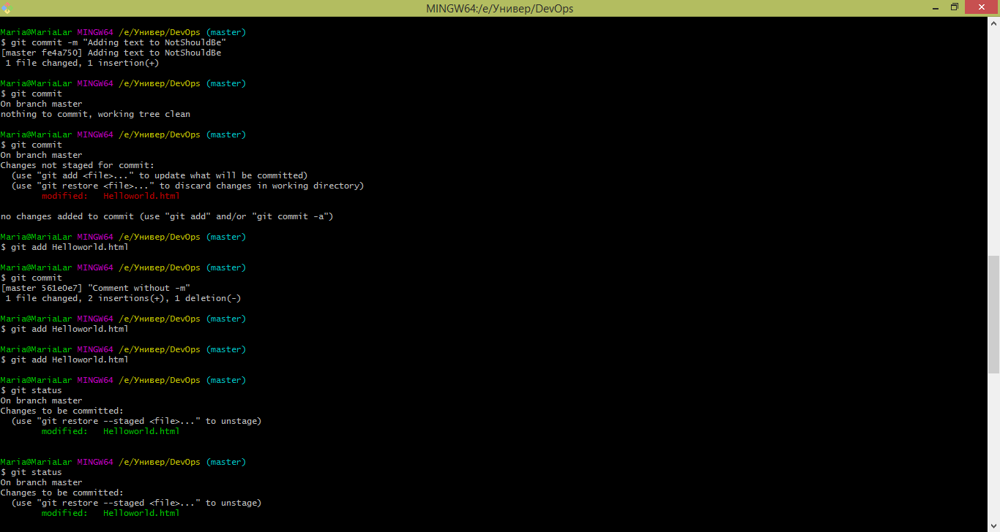 MINGW64:/e/Универ/DevOps
Maria@MariaLar MINGW64 /e/Универ/DevOps (master)
$ git commit -m "Adding text to NotShouldBe"
[master fe4a750] Adding text to NotShouldBe
 1 file changed, 1 insertion(+)
Maria@MariaLar MINGW64 /e/Универ/DevOps (master)
$ git commit
On branch master
nothing to commit, working tree clean
Maria@MariaLar MINGW64 /e/Универ/DevOps (master)
$ git commit
On branch master
Changes not staged for commit:
  (use "git add <file>..." to update what will be committed)
  (use "git restore <file>..." to discard changes in working directory)
        modified:   Helloworld.html
no changes added to commit (use "git add" and/or "git commit -a")
Maria@MariaLar MINGW64 /e/Универ/DevOps (master)
$ git add Helloworld.html
Maria@MariaLar MINGW64 /e/Универ/DevOps (master)
$ git commit
[master 561e0e7] "Comment without -m"
 1 file changed, 2 insertions(+), 1 deletion(-)
Maria@MariaLar MINGW64 /e/Универ/DevOps (master)
$ git add Helloworld.html
Maria@MariaLar MINGW64 /e/Универ/DevOps (master)
$ git add Helloworld.html
Maria@MariaLar MINGW64 /e/Универ/DevOps (master)
$ git status
On branch master
Changes to be committed:
  (use "git restore --staged <file>..." to unstage)
        modified:   Helloworld.html
Maria@MariaLar MINGW64 /e/Универ/DevOps (master)
$ git status
On branch master
Changes to be committed:
  (use "git restore --staged <file>..." to unstage)
        modified:   Helloworld.html